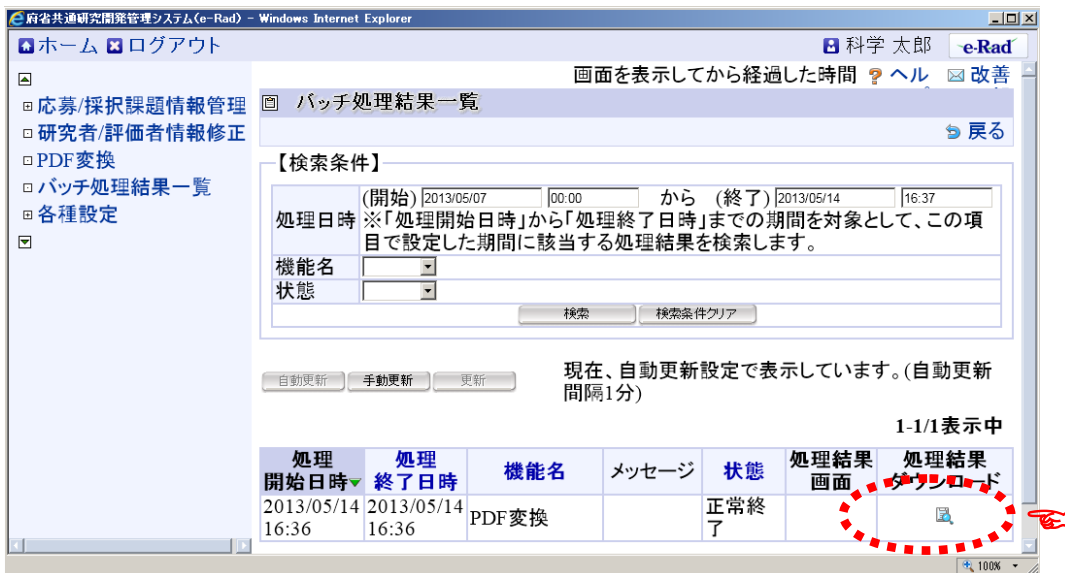 府省共通研究開発管理システム(e-Rad) - Windows Internet Explorer
ホーム ログアウト 科学 太郎 e-Rad
画面を表示してから経過した時間 ヘル 改善
応募/採択課題情報管理
研究者/評価者情報修正
PDF変換
バッチ処理結果一覧
各種設定
バッチ処理結果一覧
戻る
【検索条件】
処理日時 (開始) 2013/05/07 00:00 から (終了) 2013/05/14 16:37
※「処理開始日時」から「処理終了日時」までの期間を対象として、この項
目で設定した期間に該当する処理結果を検索します。
機能名
状態
検索 検索条件クリア
自動更新 手動更新 更新 現在、自動更新設定で表示しています。(自動更新
間隔1分)
1-1/1表示中
処理 処理 機能名 メッセージ 状態 処理結果 処理結果
開始日時▼ 終了日時 画面 ダウンロード
2013/05/14 2013/05/14 PDF変換 正常終
16:36 16:36 了
100%